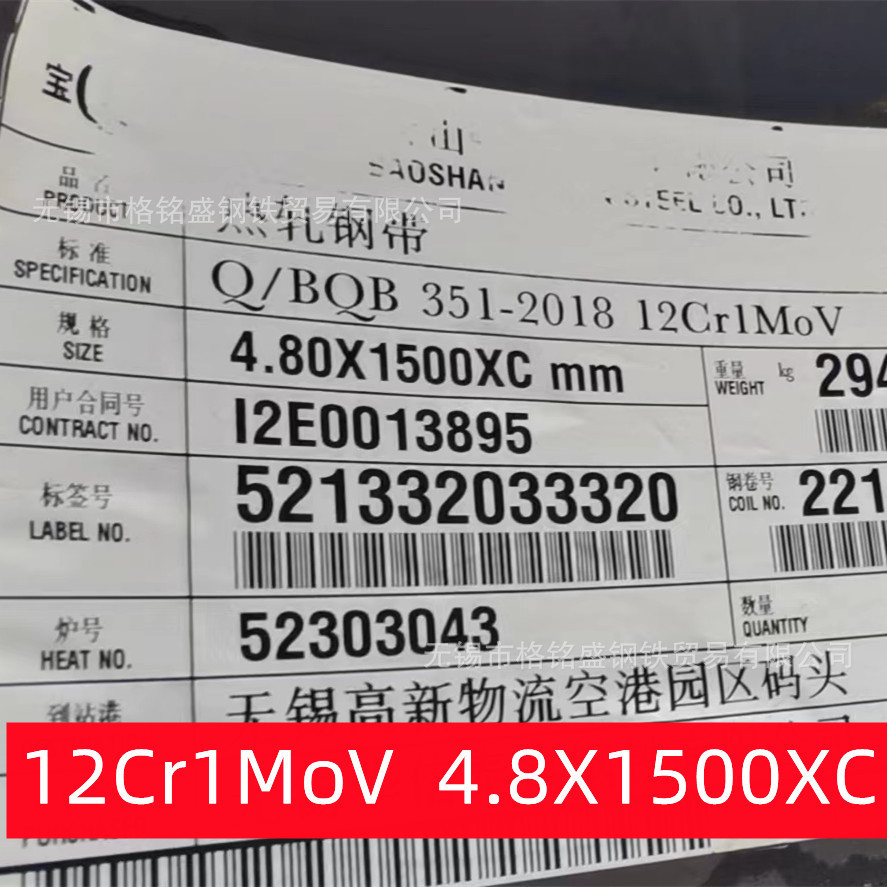 宝
山
BAOSHAN
公司
STEEL CO., LT
品名
无锡市格铭盛钢铁贸易有限公司
热轧钢带
标准
SPECIFICATION
Q/BQB 351-2018 12Cr1MoV
规格
SIZE
4.80X1500XC mm
重量 kg
WEIGHT
294
用户合同号
CONTRACT NO.
I2E0013895
标签号
LABEL NO.
521332033320
钢卷号
COIL NO.
221
炉号
HEAT NO.
52303043
数量
QUANTITY
无锡市格铭盛钢铁贸易有限公司
到站港
无锡高新物流空港园区码头
12Cr1MoV 4.8X1500XC